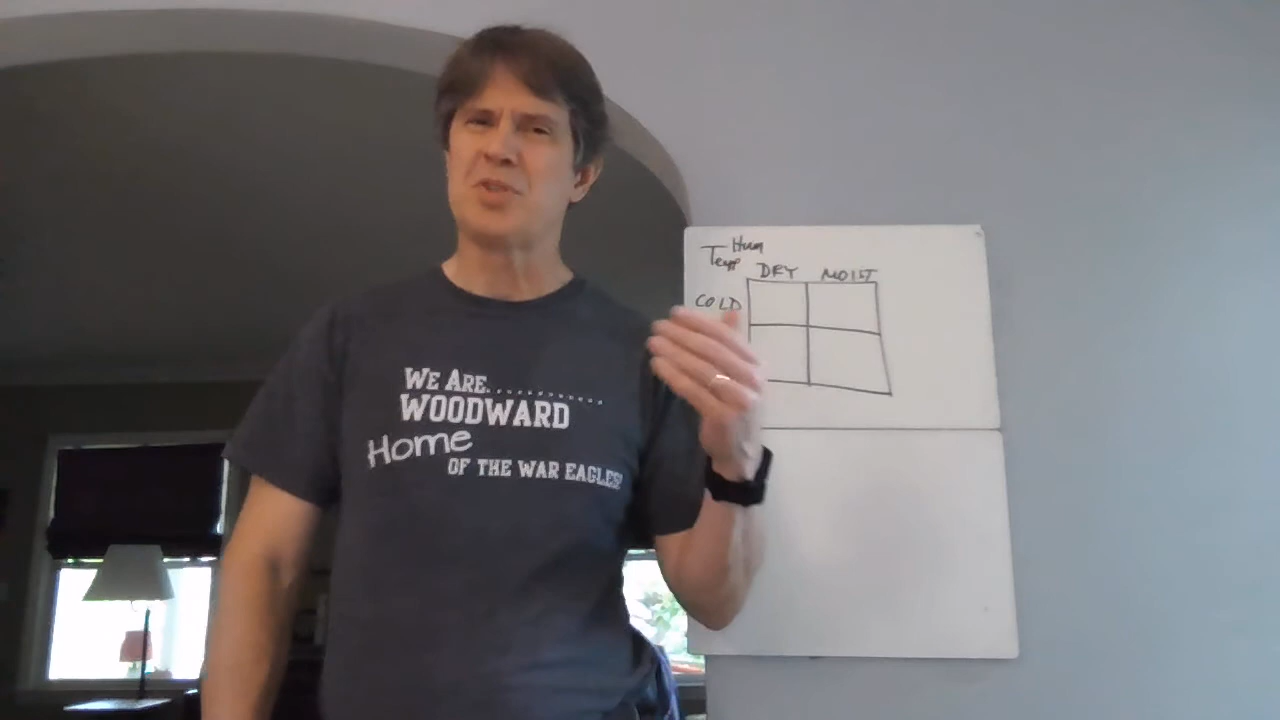 WE ARE............
WOODWARD
Home
OF THE WAR EAGLES!
Hum
Temp
DRY MOIST
COLD